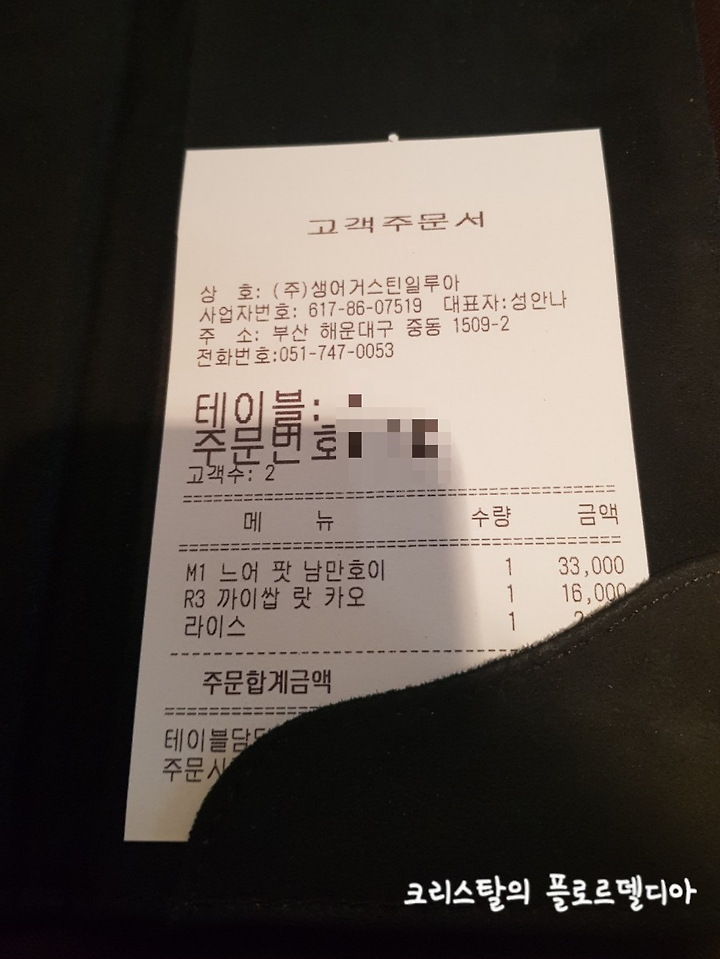 고객주문서
상 호: (주)생어거스틴일루아
사업자번호: 617-86-07519 대표자:성안나
주 소: 부산 해운대구 중동 1509-2
전화번호:051-747-0053
테이블:
주문번호
고객수: 2
메 뉴 수량 금액
M1 느어 팟 남만호이 1 33,000
R3 까이쌉 랏 카오 1 16,000
라이스 1
주문합계금액
크리스탈의 플로르델디아